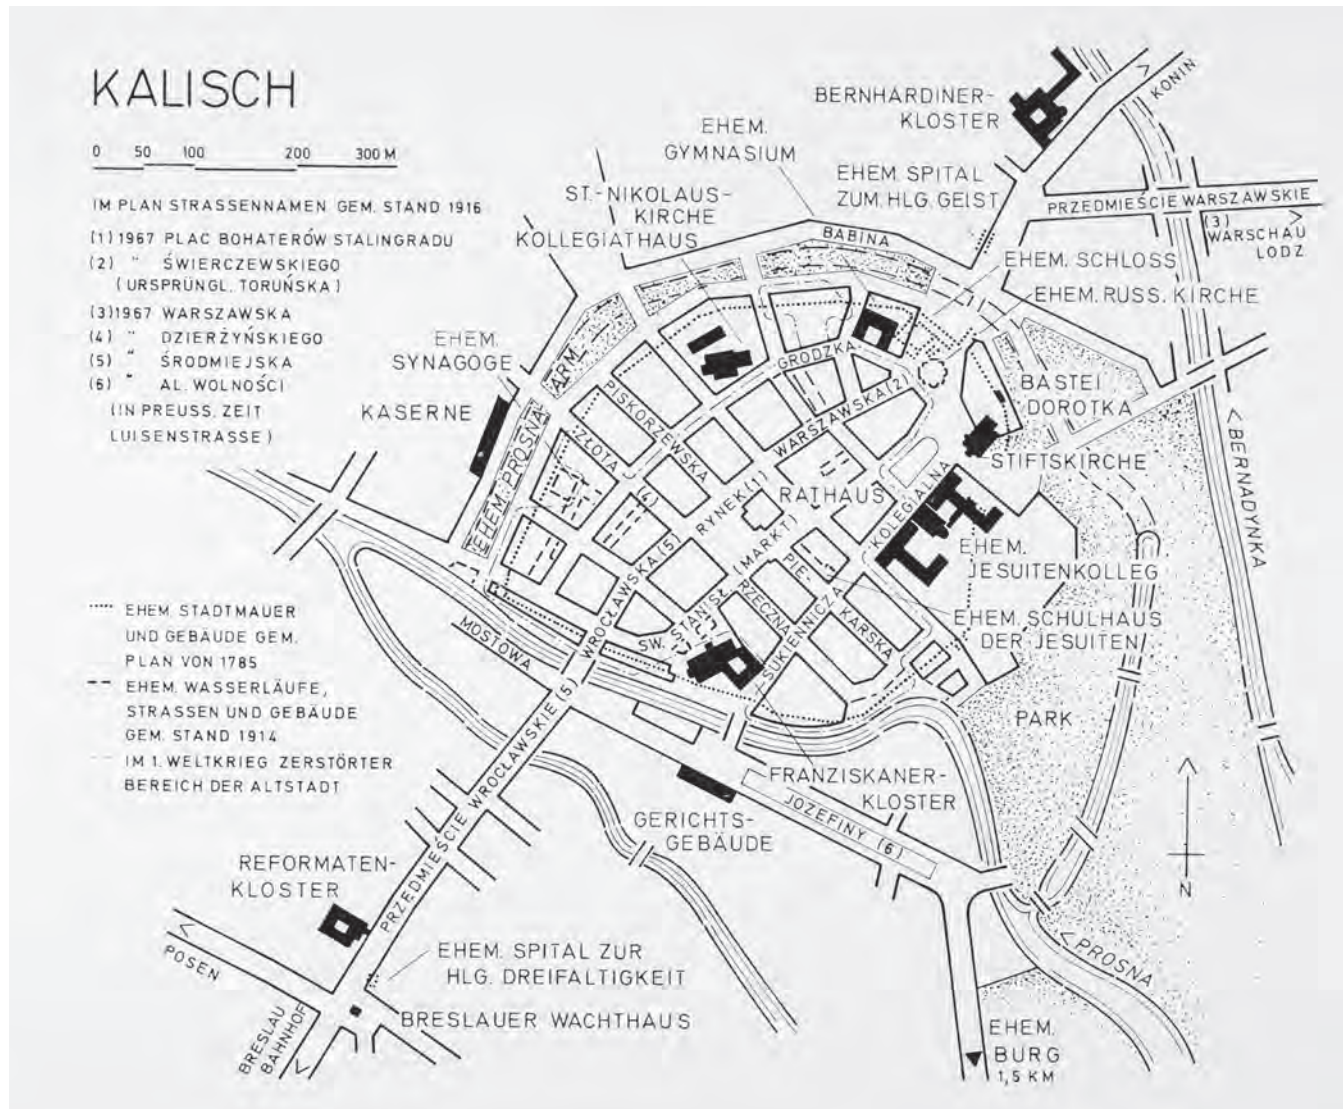 KALISCH
0 50 100 200 300 M
IM PLAN STRASSENNAMEN GEM. STAND 1916
(1) 1967 PLAC BOHATERÓW STALINGRADU
(2) " ŚWIERCZEWSKIEGO
(URSPRÜNGL. TORUŃSKA)
(3) 1967 WARSZAWSKA
(4) " DZIERŻYŃSKIEGO
(5) " ŚRODMIEJSKA
(6) " AL. WOLNOŚCI
(IN PREUSS. ZEIT
LUISENSTRASSE)
BERNHARDINER-
KLOSTER
KONIN
EHEM.
GYMNASIUM
EHEM. SPITAL
ZUM. HLG. GEIST
ST.-NIKOLAUS-
KIRCHE
KOLLEGIATHAUS
PRZEDMIEŚCIE WARSZAWSKIE
(3)
WARSCHAU
LODZ
BABINA
EHEM. SCHLOSS
EHEM. RUSS. KIRCHE
EHEM.
SYNAGOGE
KASERNE
EHEM. PROSNA-ARM
GRODZKA
PISKORZEWSKA
WARSZAWSKA (2)
BASTEI
DOROTKA
STIFTSKIRCHE
< BERNADYNKA
ZŁOTA
(4)
RYNEK (1)
RATHAUS
(MARKT)
KOLEGIALNA
EHEM.
JESUITENKOLLEG
EHEM. SCHULHAUS
DER JESUITEN
WROCŁAWSKA (5)
PIE-
KARSKA
RZECZNA
SUKIENNICZA
SW. STANISŁ.
MOSTOWA
PARK
FRANZISKANER-
KLOSTER
JOZEFINY (6)
GERICHTS-
GEBÄUDE
PRZEDMIEŚCIE WROCŁAWSKIE (5)
EHEM. STADTMAUER
UND GEBÄUDE GEM.
PLAN VON 1785
EHEM. WASSERLÄUFE,
STRASSEN UND GEBÄUDE
GEM. STAND 1914
IM 1. WELTKRIEG ZERSTÖRTER
BEREICH DER ALTSTADT
N
REFORMATEN-
KLOSTER
POSEN
EHEM. SPITAL ZUR
HLG. DREIFALTIGKEIT
BRESLAUER WACHTHAUS
BRESLAU
BAHNHOF
< PROSNA
EHEM.
BURG
1,5 KM